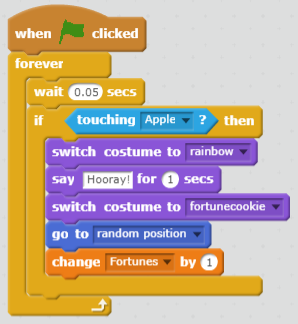 when clicked
forever
wait 0.05 secs
if touching Apple ? then
switch costume to rainbow
say Hooray! for 1 secs
switch costume to fortunecookie
go to random position
change Fortunes by 1